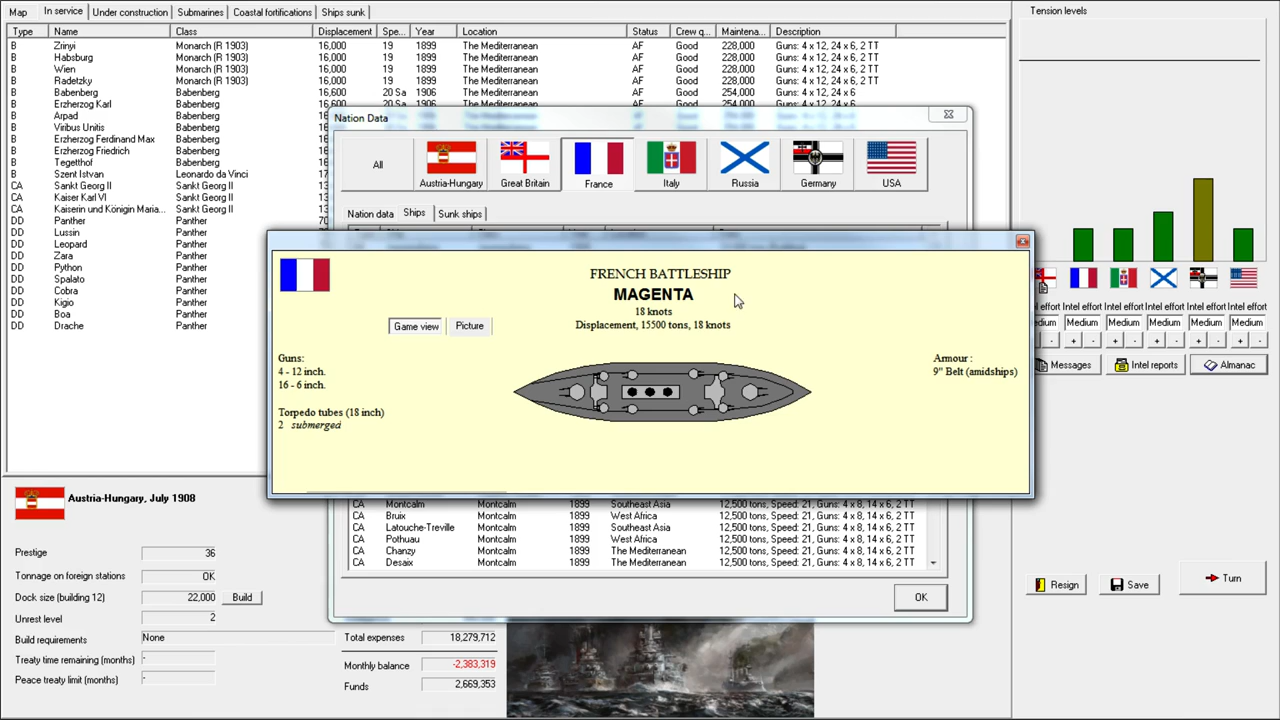 Map In service Under construction Submarines Coastal fortifications Ships sunk
Type Name Class Displacement Spe... Year Location Status Crew q... Maintena... Description
B Zrinyi Monarch (R 1903) 16,000 19 1899 The Mediterranean AF Good 228,000 Guns: 4 x 12, 24 x 6, 2 TT
B Habsburg Monarch (R 1903) 16,000 19 1899 The Mediterranean AF Good 228,000 Guns: 4 x 12, 24 x 6, 2 TT
B Wien Monarch (R 1903) 16,000 19 1899 The Mediterranean AF Good 228,000 Guns: 4 x 12, 24 x 6, 2 TT
B Radetzky Monarch (R 1903) 16,000 19 1899 The Mediterranean AF Good 228,000 Guns: 4 x 12, 24 x 6, 2 TT
B Babenberg Babenberg 16,600 20 Sa 1906 The Mediterranean AF Good 254,000 Guns: 4 x 12, 24 x 6
B Erzherzog Karl Babenberg 16,600 20 Sa 1906 The Mediterranean AF Good 254,000 Guns: 4 x 12, 24 x 6
B Arpad Babenberg
B Viribus Unitis Babenberg
B Erzherzog Ferdinand Max Babenberg
B Erzherzog Friedrich Babenberg
B Tegetthof Babenberg
B Szent Istvan Leonardo da Vinci
CA Sankt Georg II Sankt Georg II
CA Kaiser Karl VI Sankt Georg II
CA Kaiserin und Königin Maria... Sankt Georg II
DD Panther Panther
DD Lussin Panther
DD Leopard Panther
DD Zara Panther
DD Python Panther
DD Spalato Panther
DD Cobra Panther
DD Kigio Panther
DD Boa Panther
DD Drache Panther
Nation Data
All Austria-Hungary Great Britain France Italy Russia Germany USA
Nation data Ships Sunk ships
FRENCH BATTLESHIP
MAGENTA
18 knots
Displacement, 15500 tons, 18 knots
Game view Picture
Guns:
4 - 12 inch.
16 - 6 inch.
Torpedo tubes (18 inch)
2 submerged
Armour :
9" Belt (amidships)
CA Montcalm Montcalm 1899 Southeast Asia 12,500 tons, Speed: 21, Guns: 4 x 8, 14 x 6, 2 TT
CA Bruix Montcalm 1899 West Africa 12,500 tons, Speed: 21, Guns: 4 x 8, 14 x 6, 2 TT
CA Latouche-Treville Montcalm 1899 Southeast Asia 12,500 tons, Speed: 21, Guns: 4 x 8, 14 x 6, 2 TT
CA Pothuau Montcalm 1899 West Africa 12,500 tons, Speed: 21, Guns: 4 x 8, 14 x 6, 2 TT
CA Chanzy Montcalm 1899 The Mediterranean 12,500 tons, Speed: 21, Guns: 4 x 8, 14 x 6, 2 TT
CA Desaix Montcalm 1899 The Mediterranean 12,500 tons, Speed: 21, Guns: 4 x 8, 14 x 6, 2 TT
OK
Tension levels
Intel effort Intel effort Intel effort Intel effort Intel effort
Medium Medium Medium Medium Medium
+ - + - + - + - + -
Messages Intel reports Almanac
Resign Save Turn
Austria-Hungary, July 1908
Prestige 36
Tonnage on foreign stations OK
Dock size (building 12) 22,000 Build
Unrest level 2
Build requirements None
Treaty time remaining (months) -
Peace treaty limit (months) -
Total expenses 18,279,712
Monthly balance -2,383,319
Funds 2,669,353